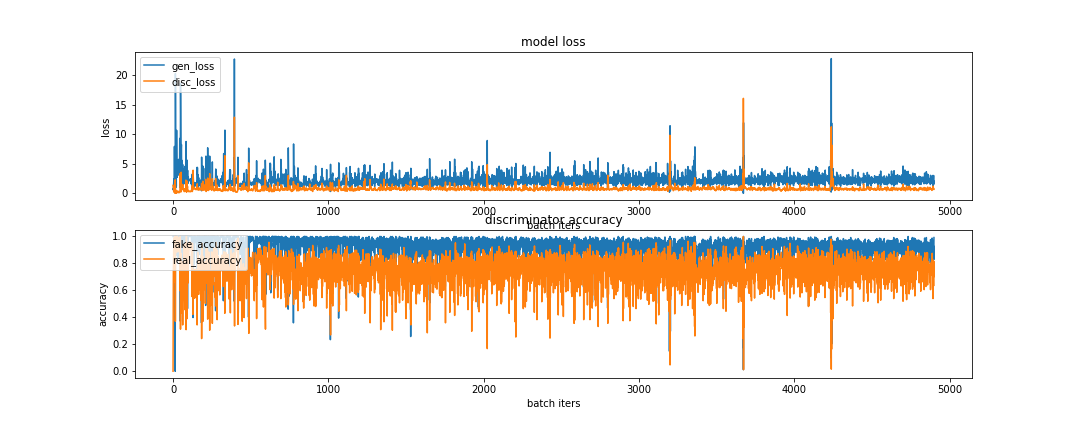 model loss
gen_loss
disc_loss
loss
20
15
10
5
0
0 1000 2000 3000 4000 5000
batch iters
discriminator accuracy
fake_accuracy
real_accuracy
accuracy
1.0
0.8
0.6
0.4
0.2
0.0
0 1000 2000 3000 4000 5000
batch iters